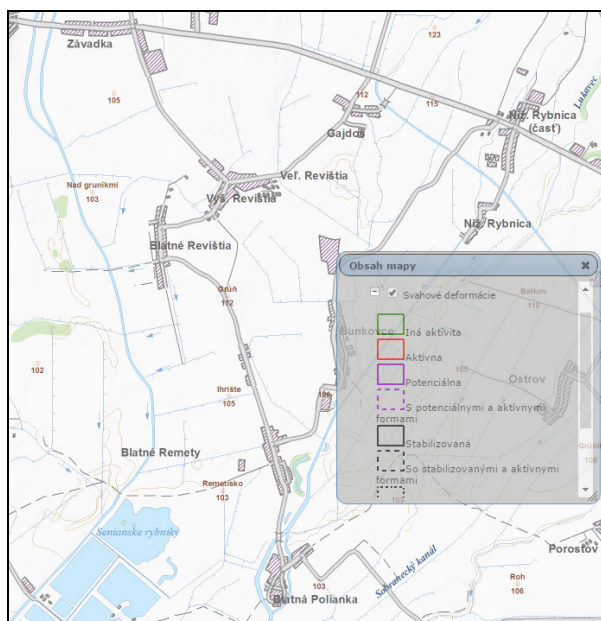 Závadka
123
105
112
115
Lukavec
Niž. Rybnica
(časť)
Gajdoš
Veľ. Revištia
Nad grunikmi
103
Vyš. Revištia
Niž. Rybnica
Blatné Revištia
Obsah mapy
Svahové deformácie
Batkov
110
Grúň
112
Iná aktivita
Bunkovce
Aktívna
102
Potenciálna
Ostrov
Ihrište
105
106
S potenciálnymi a aktívnymi
formami
Stabilizovaná
Blatné Remety
So stabilizovanými a aktívnymi
formami
Remetisko
103
103
Senianske rybníky
Porostov
Sobranecký kanál
103
Roh
106
Blatná Polianka